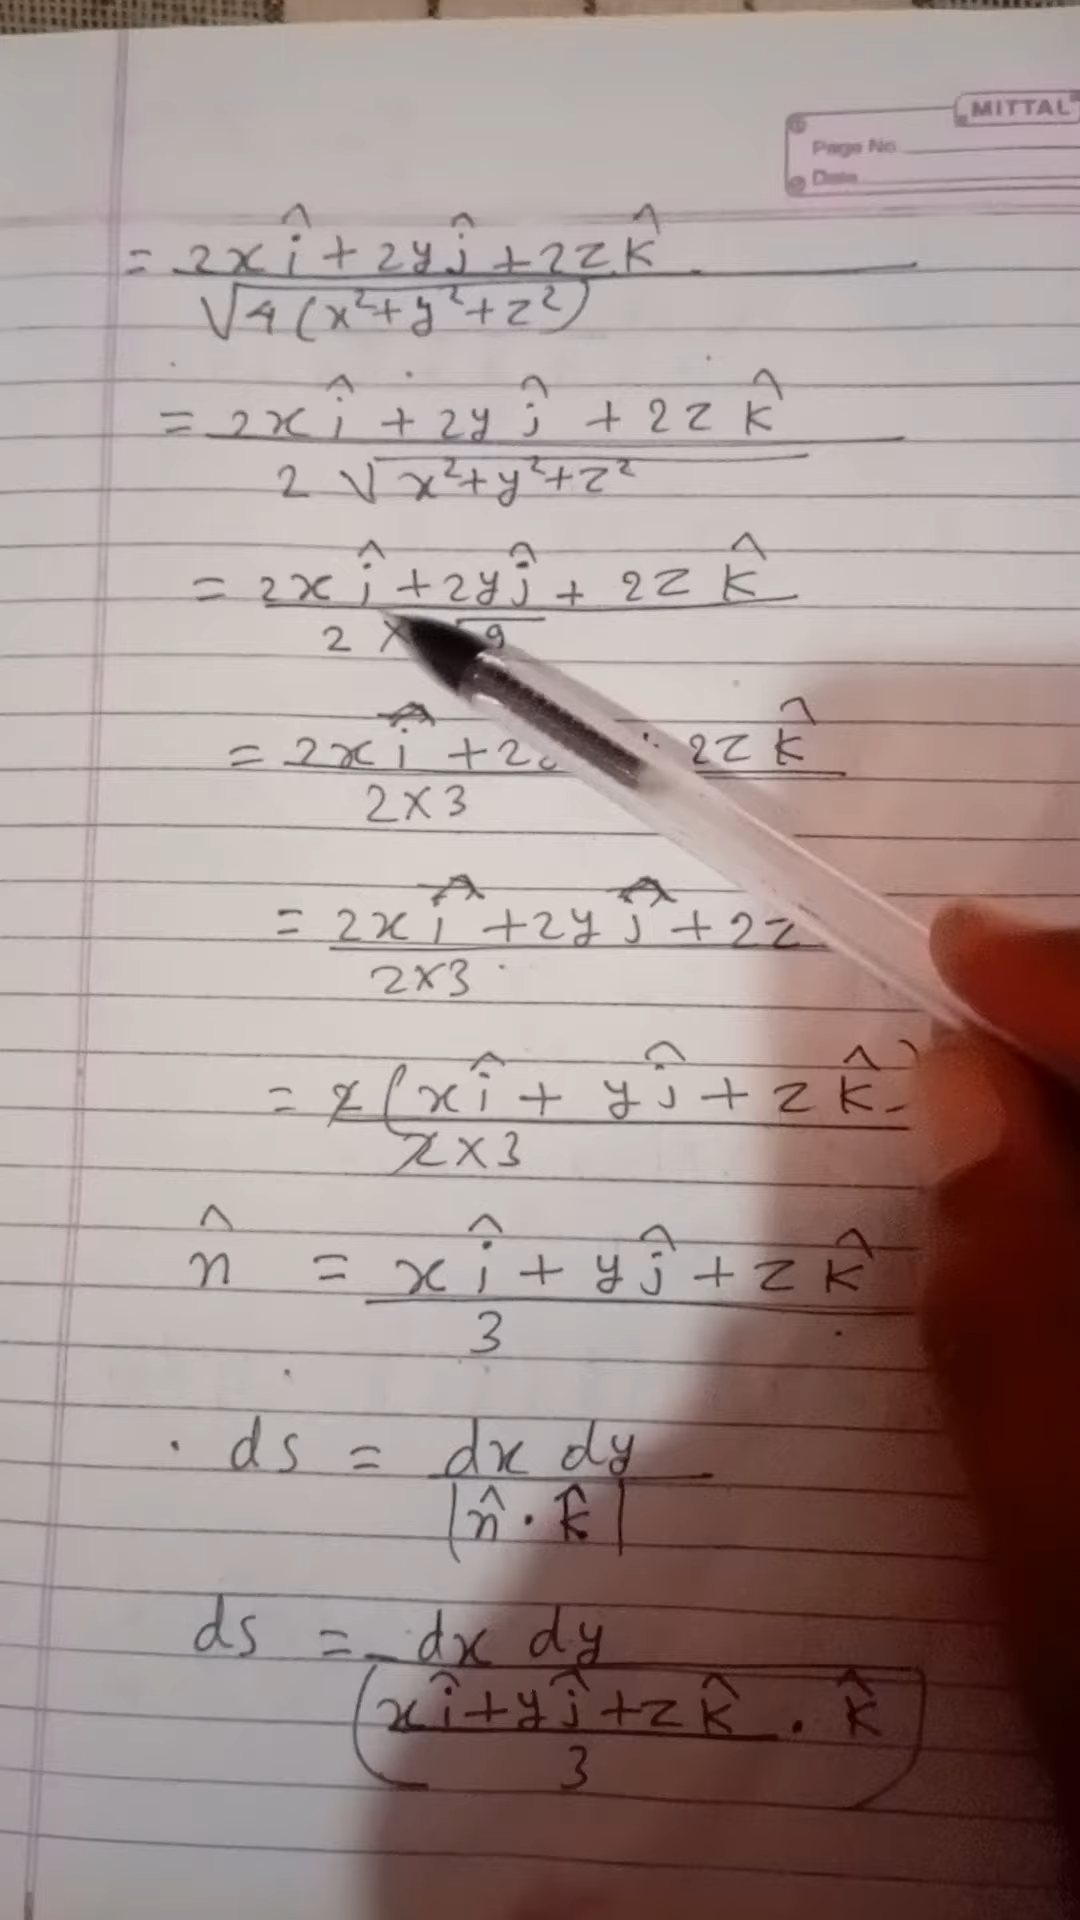 MITTAL
Page No.
Date
= 2xî + 2yĵ + 2zk̂
√4(x²+y²+z²)
= 2xî + 2yĵ + 2zk̂
2√x²+y²+z²
= 2xî + 2yĵ + 2zk̂
2 × 9
= 2xî + 2 2zk̂
2×3
= 2xî + 2yĵ + 2z
2×3
= 2(xî + yĵ + zk̂)
2×3
n̂ = xî + yĵ + zk̂
3
ds = dx dy
|n̂ · k̂|
ds = dx dy
(xî + yĵ + zk̂ · k̂)
3